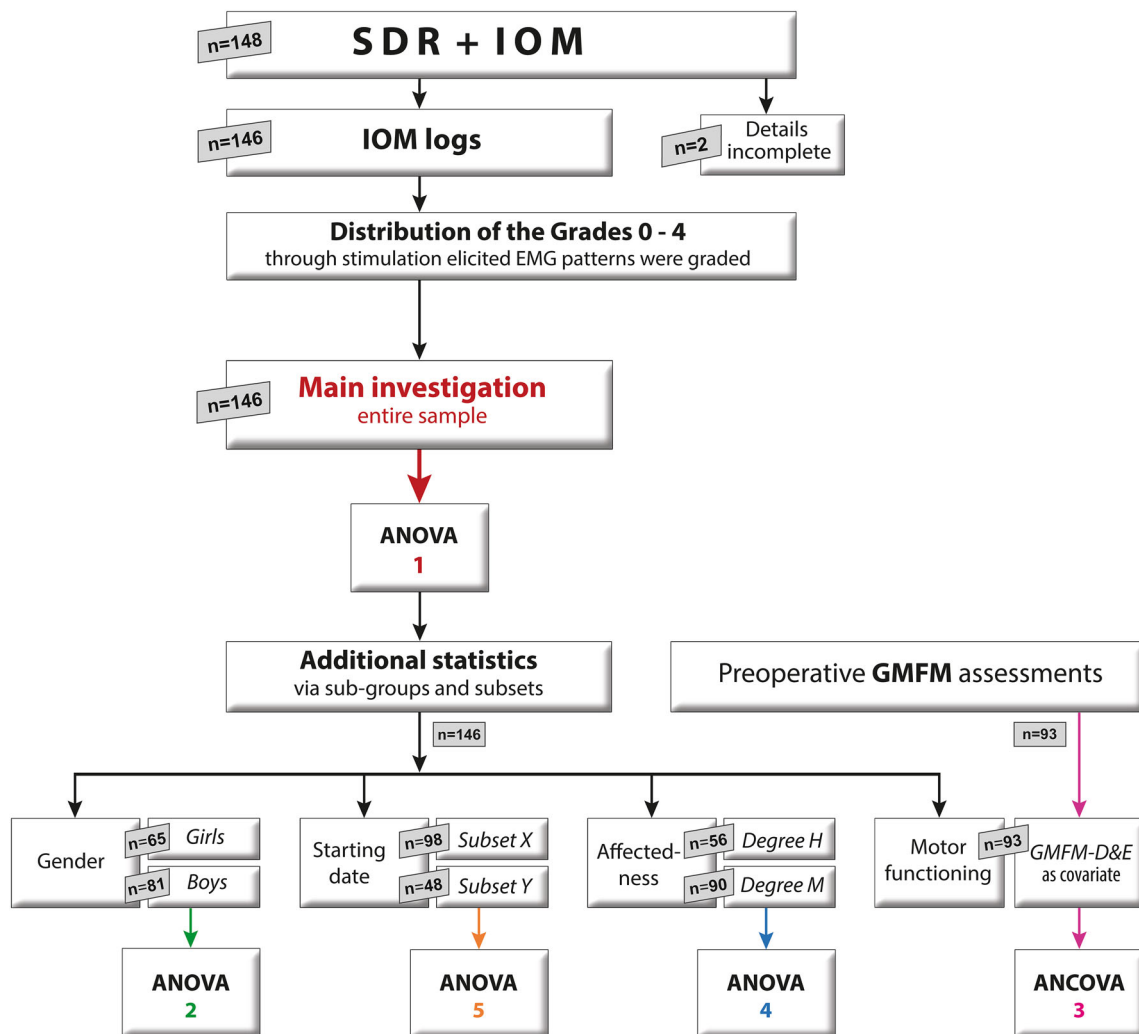 n=148
SDR + IOM
n=146
IOM logs
n=2
Details
incomplete
Distribution of the Grades 0 - 4
through stimulation elicited EMG patterns were graded
n=146
Main investigation
entire sample
ANOVA
1
Additional statistics
via sub-groups and subsets
Preoperative GMFM assessments
n=146
n=93
Gender
n=65
Girls
n=81
Boys
Starting
date
n=98
Subset X
n=48
Subset Y
Affected-
ness
n=56
Degree H
n=90
Degree M
Motor
functioning
n=93
GMFM-D&E
as covariate
ANOVA
2
ANOVA
5
ANOVA
4
ANCOVA
3